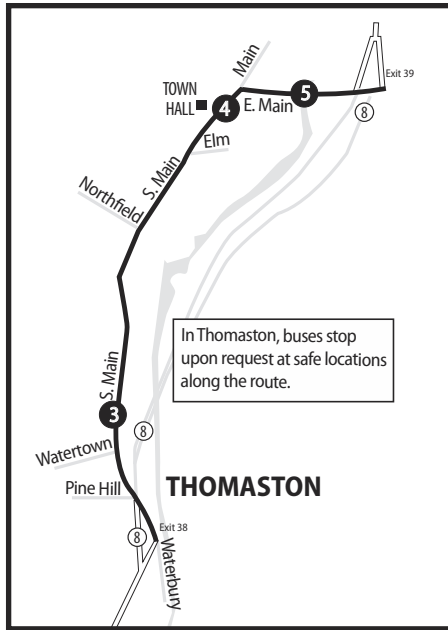 Main
Exit 39
TOWN
HALL
4
E. Main
5
8
Elm
S. Main
Northfield
In Thomaston, buses stop
upon request at safe locations
along the route.
S. Main
3
8
Watertown
Pine Hill
THOMASTON
Exit 38
8
Waterbury